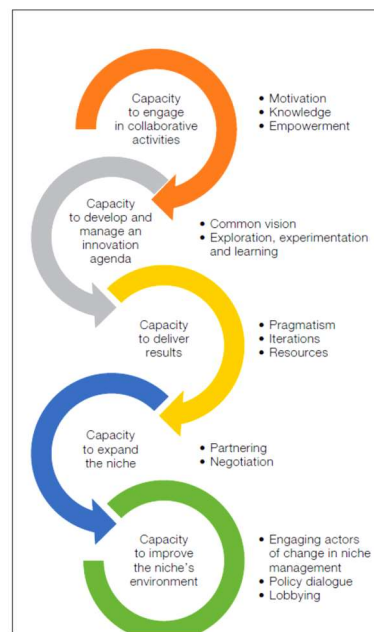 Capacity
to engage
in collaborative
activities
• Motivation
• Knowledge
• Empowerment
Capacity
to develop and
manage an
innovation
agenda
• Common vision
• Exploration, experimentation
and learning
Capacity
to deliver
results
• Pragmatism
• Iterations
• Resources
Capacity
to expand
the niche
• Partnering
• Negotiation
Capacity
to improve
the niche's
environment
• Engaging actors
of change in niche
management
• Policy dialogue
• Lobbying